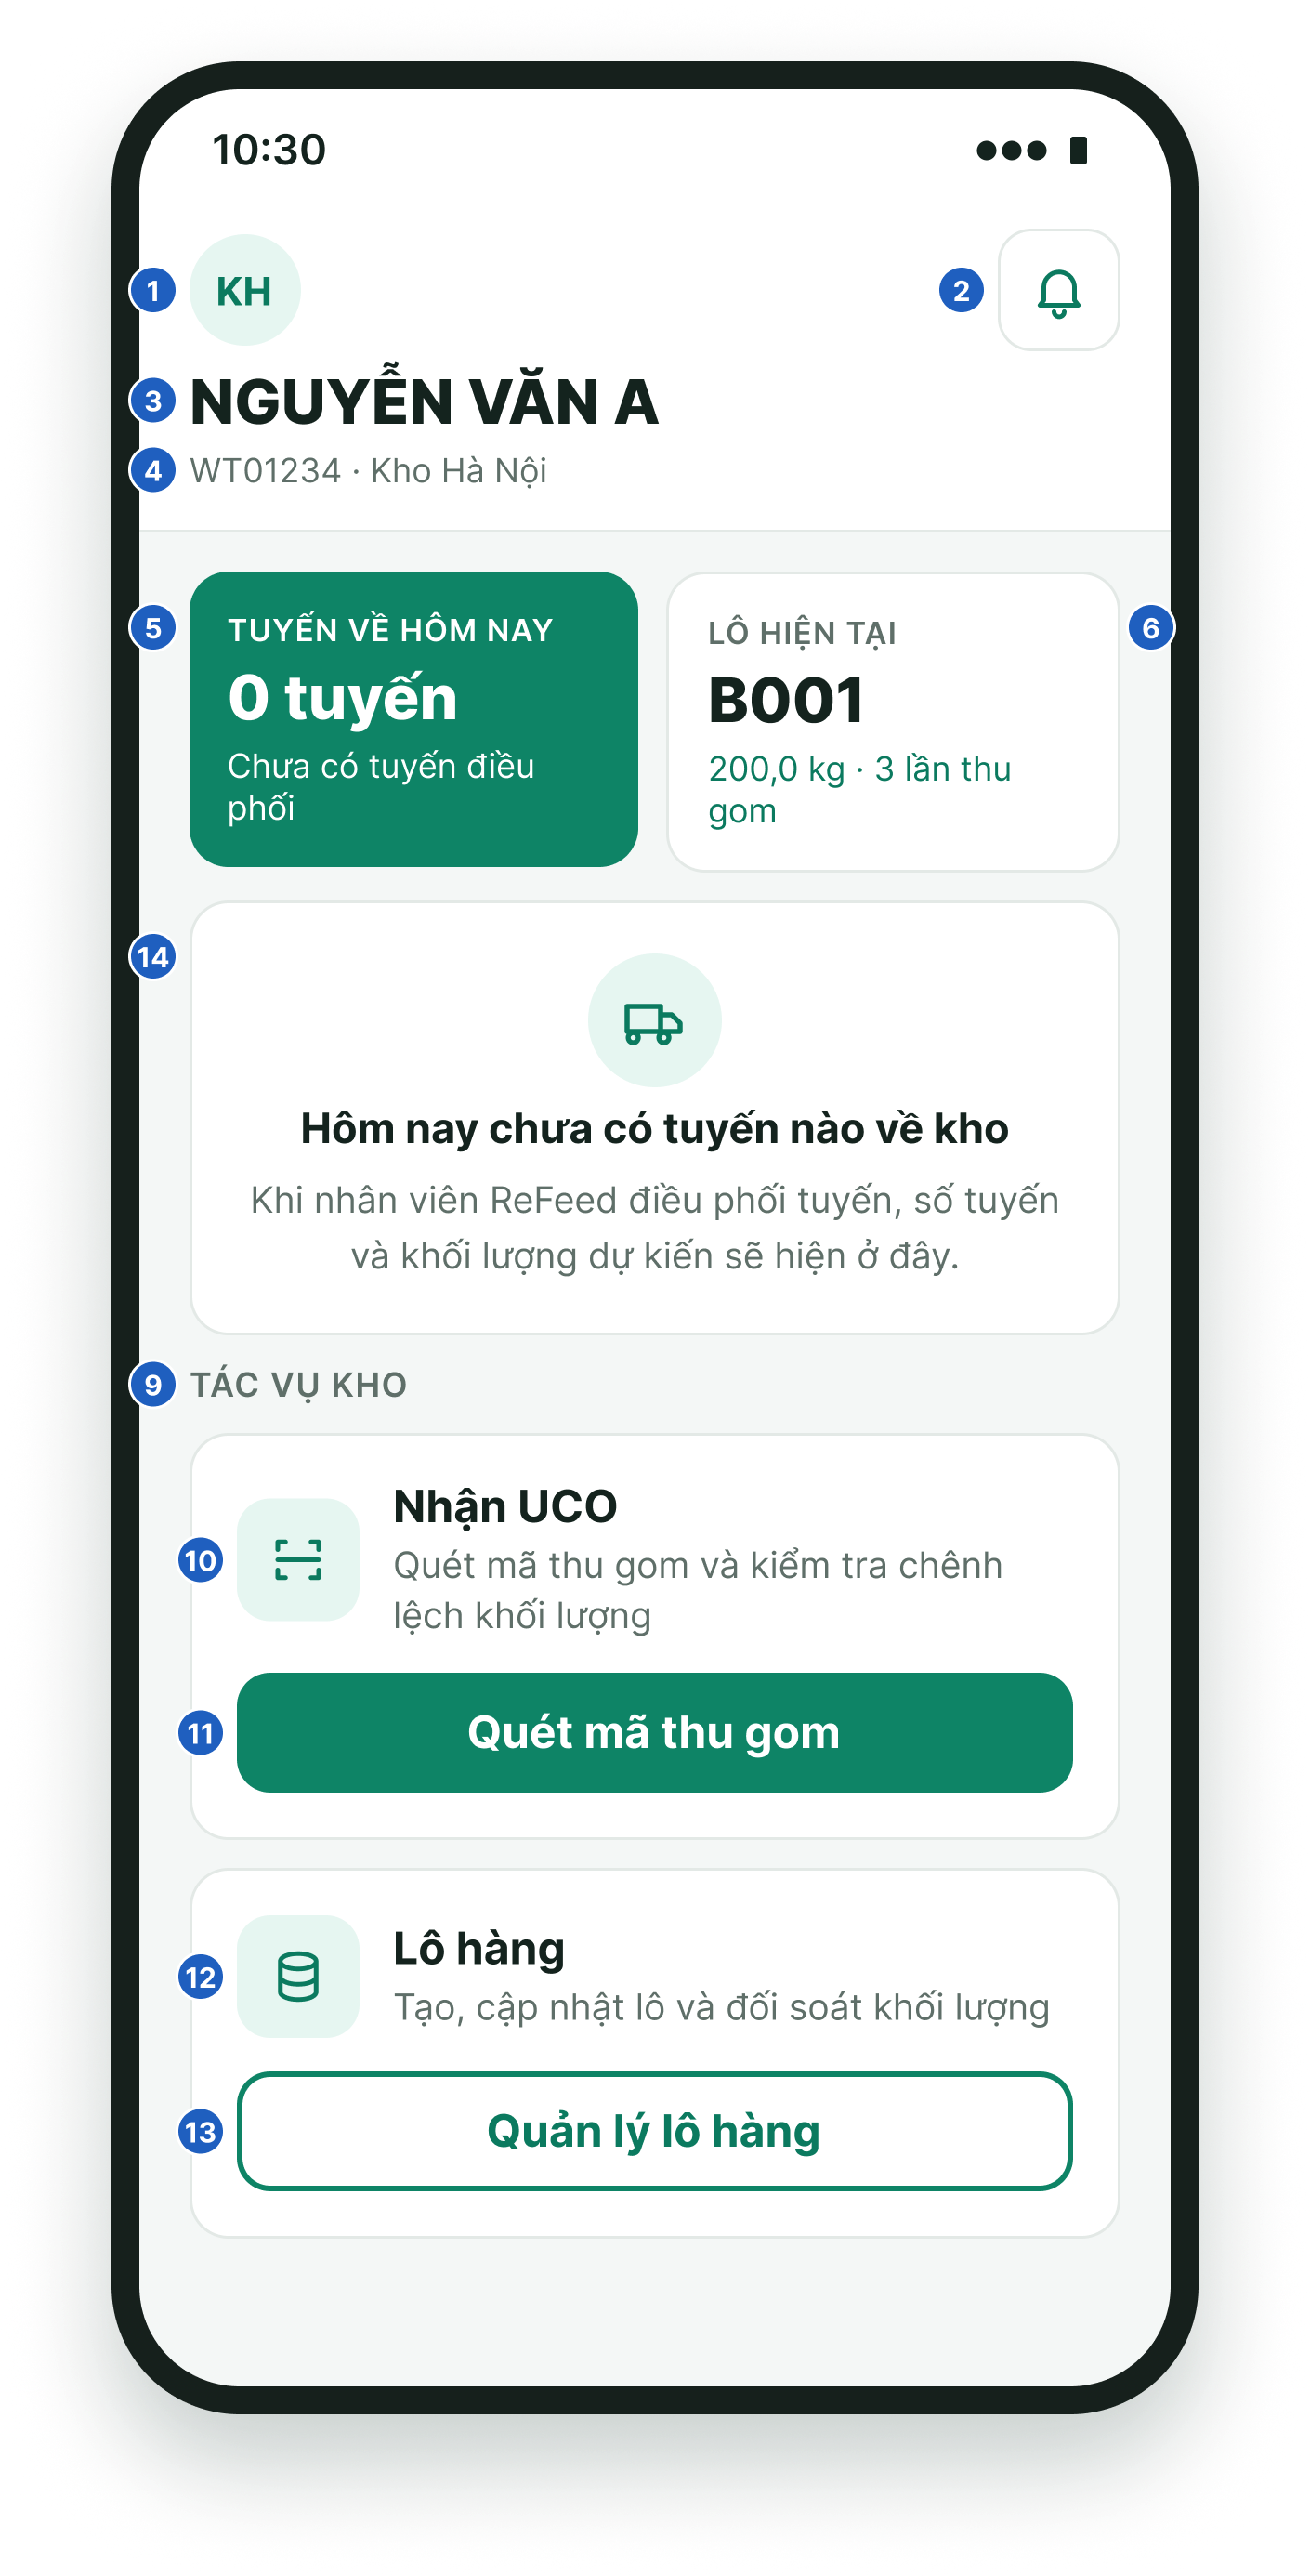 10:30
1 KH 2
3 NGUYỄN VĂN A
4 WT01234 · Kho Hà Nội
5 TUYẾN VỀ HÔM NAY
0 tuyến
Chưa có tuyến điều
phối
LÔ HIỆN TẠI 6
B001
200,0 kg · 3 lần thu
gom
14
Hôm nay chưa có tuyến nào về kho
Khi nhân viên ReFeed điều phối tuyến, số tuyến
và khối lượng dự kiến sẽ hiện ở đây.
9 TÁC VỤ KHO
10 Nhận UCO
Quét mã thu gom và kiểm tra chênh
lệch khối lượng
11 Quét mã thu gom
12 Lô hàng
Tạo, cập nhật lô và đối soát khối lượng
13 Quản lý lô hàng